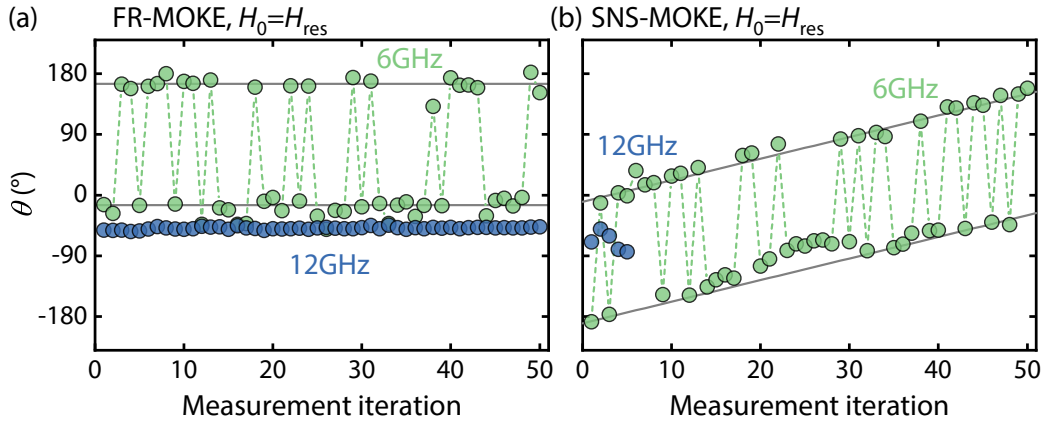 (a) FR-MOKE, H₀=Hres
(b) SNS-MOKE, H₀=Hres
θ (°)
180
90
0
-90
-180
6GHz
12GHz
0 10 20 30 40 50
Measurement iteration
12GHz
6GHz
0 10 20 30 40 50
Measurement iteration